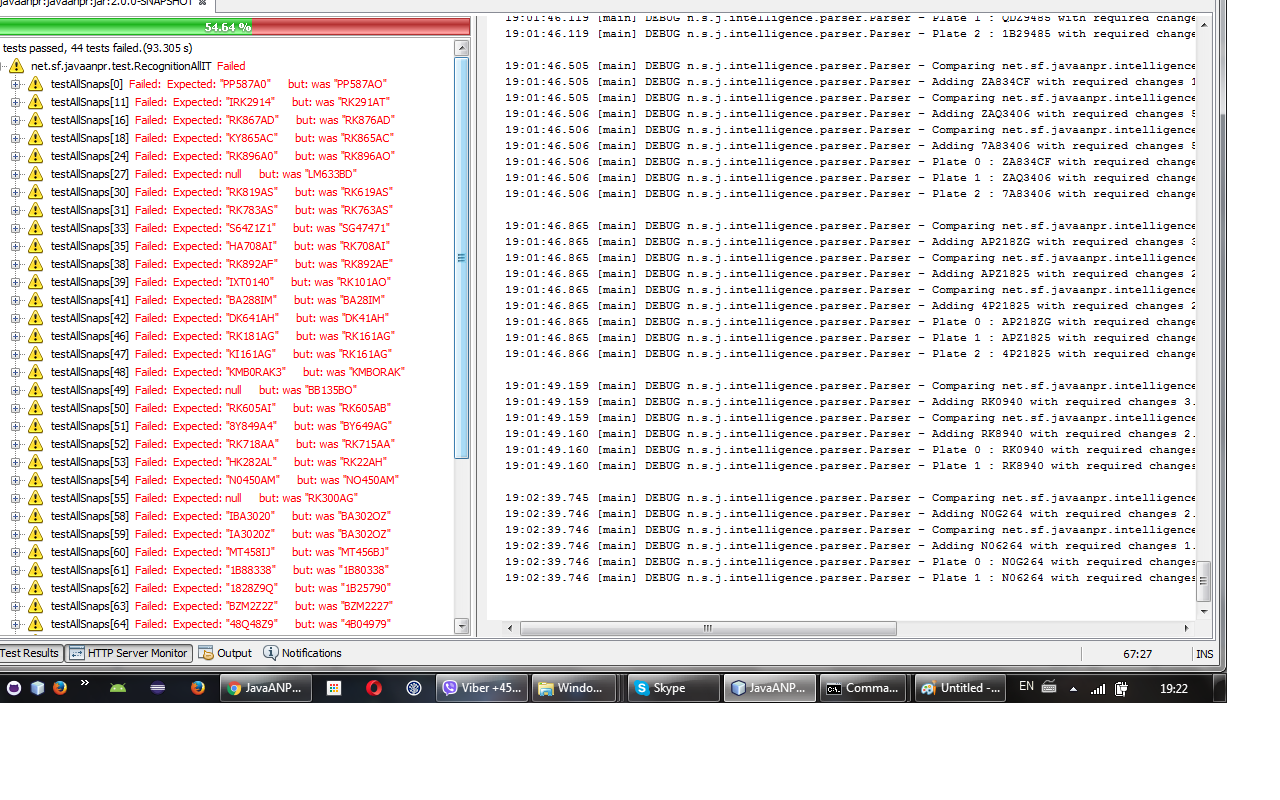 javaanpr:javaanpr:jar:2.0.0-SNAPSHOT
54.64 %
tests passed, 44 tests failed.(93.305 s)
net.sf.javaanpr.test.RecognitionAllIT Failed
testAllSnaps[0] Failed: Expected: "PP587A0" but: was "PP587AO"
testAllSnaps[11] Failed: Expected: "IRK2914" but: was "RK291AT"
testAllSnaps[16] Failed: Expected: "RK867AD" but: was "RK876AD"
testAllSnaps[18] Failed: Expected: "KY865AC" but: was "RK865AC"
testAllSnaps[24] Failed: Expected: "RK896A0" but: was "RK896AO"
testAllSnaps[27] Failed: Expected: null but: was "LM633BD"
testAllSnaps[30] Failed: Expected: "RK819AS" but: was "RK619AS"
testAllSnaps[31] Failed: Expected: "RK783AS" but: was "RK763AS"
testAllSnaps[33] Failed: Expected: "S64Z1Z1" but: was "SG47471"
testAllSnaps[35] Failed: Expected: "HA708AI" but: was "RK708AI"
testAllSnaps[38] Failed: Expected: "RK892AF" but: was "RK892AE"
testAllSnaps[39] Failed: Expected: "IXT0140" but: was "RK101AO"
testAllSnaps[41] Failed: Expected: "BA288IM" but: was "BA28IM"
testAllSnaps[42] Failed: Expected: "DK641AH" but: was "DK41AH"
testAllSnaps[46] Failed: Expected: "RK181AG" but: was "RK161AG"
testAllSnaps[47] Failed: Expected: "KI161AG" but: was "RK161AG"
testAllSnaps[48] Failed: Expected: "KMB0RAK3" but: was "KMBORAK"
testAllSnaps[49] Failed: Expected: null but: was "BB135BO"
testAllSnaps[50] Failed: Expected: "RK605AI" but: was "RK605AB"
testAllSnaps[51] Failed: Expected: "8Y849A4" but: was "BY649AG"
testAllSnaps[52] Failed: Expected: "RK718AA" but: was "RK715AA"
testAllSnaps[53] Failed: Expected: "HK282AL" but: was "RK22AH"
testAllSnaps[54] Failed: Expected: "N0450AM" but: was "NO450AM"
testAllSnaps[55] Failed: Expected: null but: was "RK300AG"
testAllSnaps[58] Failed: Expected: "IBA3020" but: was "BA302OZ"
testAllSnaps[59] Failed: Expected: "IA3020Z" but: was "BA302OZ"
testAllSnaps[60] Failed: Expected: "MT458IJ" but: was "MT456BJ"
testAllSnaps[61] Failed: Expected: "1B88338" but: was "1B80338"
testAllSnaps[62] Failed: Expected: "1828Z9Q" but: was "1B25790"
testAllSnaps[63] Failed: Expected: "BZM2Z2Z" but: was "BZM2227"
testAllSnaps[64] Failed: Expected: "48Q48Z9" but: was "4B04979"
19:01:46.119 [main] DEBUG n.s.j.intelligence.parser.Parser - Plate 1 : QDZ9485 with required change
19:01:46.119 [main] DEBUG n.s.j.intelligence.parser.Parser - Plate 2 : 1B29485 with required change
19:01:46.505 [main] DEBUG n.s.j.intelligence.parser.Parser - Comparing net.sf.javaanpr.intelligence
19:01:46.505 [main] DEBUG n.s.j.intelligence.parser.Parser - Adding ZA834CF with required changes 1
19:01:46.505 [main] DEBUG n.s.j.intelligence.parser.Parser - Comparing net.sf.javaanpr.intelligence
19:01:46.506 [main] DEBUG n.s.j.intelligence.parser.Parser - Adding ZAQ3406 with required changes 5
19:01:46.506 [main] DEBUG n.s.j.intelligence.parser.Parser - Comparing net.sf.javaanpr.intelligence
19:01:46.506 [main] DEBUG n.s.j.intelligence.parser.Parser - Adding 7A83406 with required changes 5
19:01:46.506 [main] DEBUG n.s.j.intelligence.parser.Parser - Plate 0 : ZA834CF with required change
19:01:46.506 [main] DEBUG n.s.j.intelligence.parser.Parser - Plate 1 : ZAQ3406 with required change
19:01:46.506 [main] DEBUG n.s.j.intelligence.parser.Parser - Plate 2 : 7A83406 with required change
19:01:46.865 [main] DEBUG n.s.j.intelligence.parser.Parser - Comparing net.sf.javaanpr.intelligence
19:01:46.865 [main] DEBUG n.s.j.intelligence.parser.Parser - Adding AP218ZG with required changes 3
19:01:46.865 [main] DEBUG n.s.j.intelligence.parser.Parser - Comparing net.sf.javaanpr.intelligence
19:01:46.865 [main] DEBUG n.s.j.intelligence.parser.Parser - Adding APZ1825 with required changes 2
19:01:46.865 [main] DEBUG n.s.j.intelligence.parser.Parser - Comparing net.sf.javaanpr.intelligence
19:01:46.865 [main] DEBUG n.s.j.intelligence.parser.Parser - Adding 4P21825 with required changes 2
19:01:46.865 [main] DEBUG n.s.j.intelligence.parser.Parser - Plate 0 : AP218ZG with required change
19:01:46.865 [main] DEBUG n.s.j.intelligence.parser.Parser - Plate 1 : APZ1825 with required change
19:01:46.866 [main] DEBUG n.s.j.intelligence.parser.Parser - Plate 2 : 4P21825 with required change
19:01:49.159 [main] DEBUG n.s.j.intelligence.parser.Parser - Comparing net.sf.javaanpr.intelligence
19:01:49.159 [main] DEBUG n.s.j.intelligence.parser.Parser - Adding RK0940 with required changes 3.
19:01:49.159 [main] DEBUG n.s.j.intelligence.parser.Parser - Comparing net.sf.javaanpr.intelligence
19:01:49.160 [main] DEBUG n.s.j.intelligence.parser.Parser - Adding RK8940 with required changes 2.
19:01:49.160 [main] DEBUG n.s.j.intelligence.parser.Parser - Plate 0 : RK0940 with required changes
19:01:49.160 [main] DEBUG n.s.j.intelligence.parser.Parser - Plate 1 : RK8940 with required changes
19:02:39.745 [main] DEBUG n.s.j.intelligence.parser.Parser - Comparing net.sf.javaanpr.intelligence
19:02:39.746 [main] DEBUG n.s.j.intelligence.parser.Parser - Adding N0G264 with required changes 2.
19:02:39.746 [main] DEBUG n.s.j.intelligence.parser.Parser - Comparing net.sf.javaanpr.intelligence
19:02:39.746 [main] DEBUG n.s.j.intelligence.parser.Parser - Adding N06264 with required changes 1.
19:02:39.746 [main] DEBUG n.s.j.intelligence.parser.Parser - Plate 0 : N0G264 with required changes
19:02:39.746 [main] DEBUG n.s.j.intelligence.parser.Parser - Plate 1 : N06264 with required changes
Test Results HTTP Server Monitor Output Notifications 67:27 INS
» JavaANP... Viber +45... Windo... Skype JavaANP... Comma... Untitled -... EN 19:22